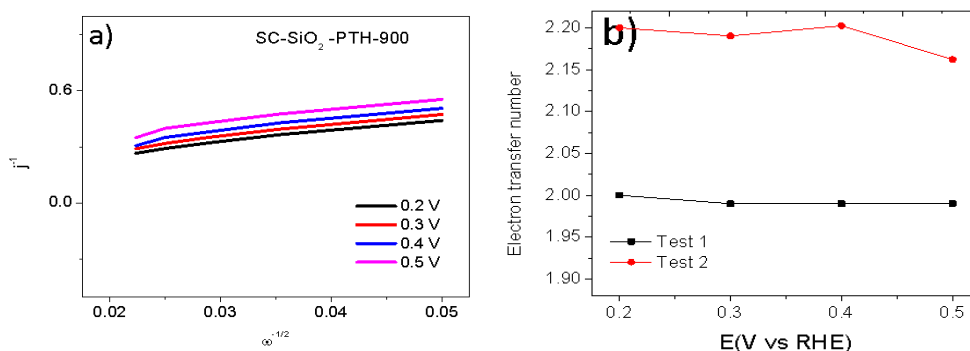 a)
SC-SiO₂ -PTH-900
0.6
0.0
j⁻¹
0.2 V
0.3 V
0.4 V
0.5 V
0.02
0.03
0.04
0.05
ω⁻¹/²
b)
2.20
2.15
2.10
2.05
2.00
1.95
1.90
Electron transfer number
Test 1
Test 2
0.2
0.3
0.4
0.5
E(V vs RHE)